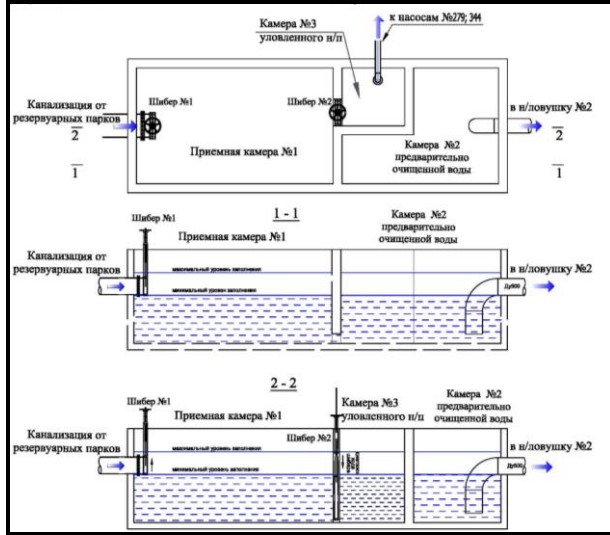 Камера №3
уловленного н/п
к насосам №279; 344
Канализация от
резервуарных парков
Шибер №1
Шибер №2
2
1
Приемная камера №1
Камера №2
предварительно
очищенной воды
в н/ловушку №2
2
1
1 - 1
Шибер №1
Приемная камера №1
Камера №2
предварительно
очищенной воды
Канализация от
резервуарных парков
максимальный уровень заполнения
минимальный уровень заполнения
в н/ловушку №2
2 - 2
Шибер №1
Приемная камера №1
Шибер №2
Камера №3
уловленного н/п
Камера №2
предварительно
очищенной воды
Канализация от
резервуарных парков
максимальный уровень заполнения
минимальный уровень заполнения
в н/ловушку №2